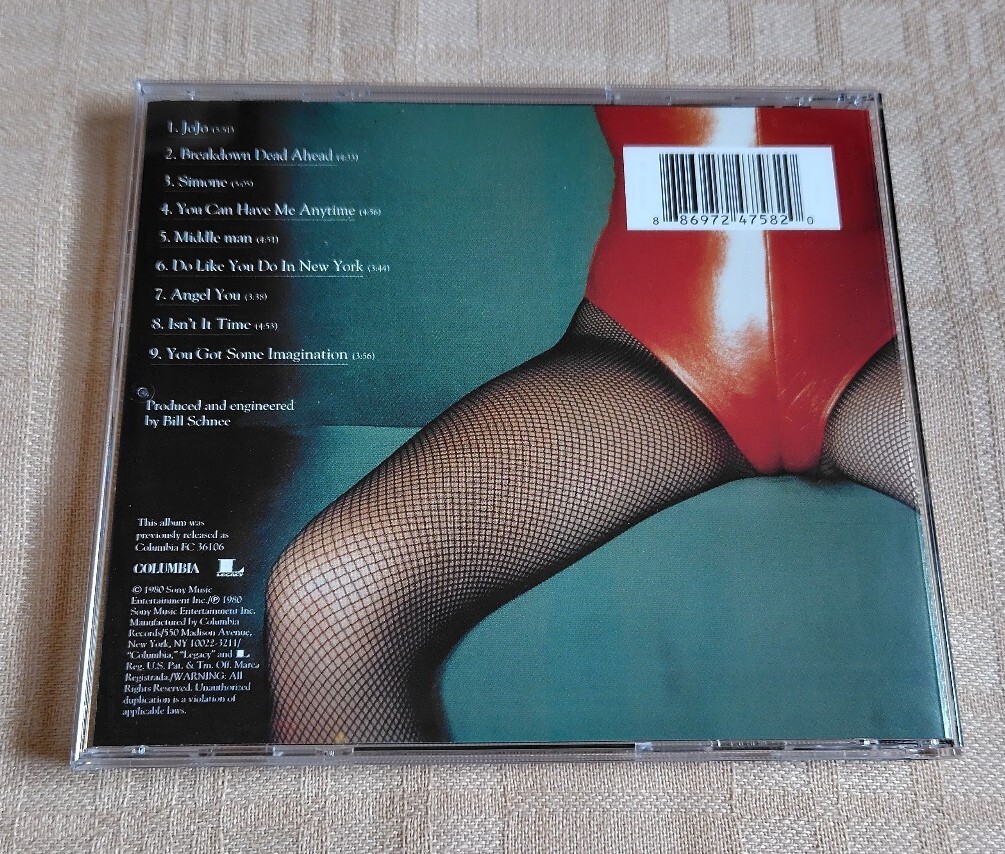 1. JoJo (5:51)
2. Breakdown Dead Ahead (4:33)
3. Simone (5:05)
4. You Can Have Me Anytime (4:56)
5. Middle man (4:51)
6. Do Like You Do In New York (3:44)
7. Angel You (3:38)
8. Isn't It Time (4:53)
9. You Got Some Imagination (3:56)
Produced and engineered
by Bill Schnee
This album was
previously released as
Columbia FC 36106
COLUMBIA L LEGACY
© 1980 Sony Music
Entertainment Inc./℗ 1980
Sony Music Entertainment Inc.
Manufactured by Columbia
Records/550 Madison Avenue,
New York, NY 10022-3211/
"Columbia," "Legacy" and L
Reg. U.S. Pat. & Tm. Off. Marca
Registrada./WARNING: All
Rights Reserved. Unauthorized
duplication is a violation of
applicable laws.
8 86972 47582 0